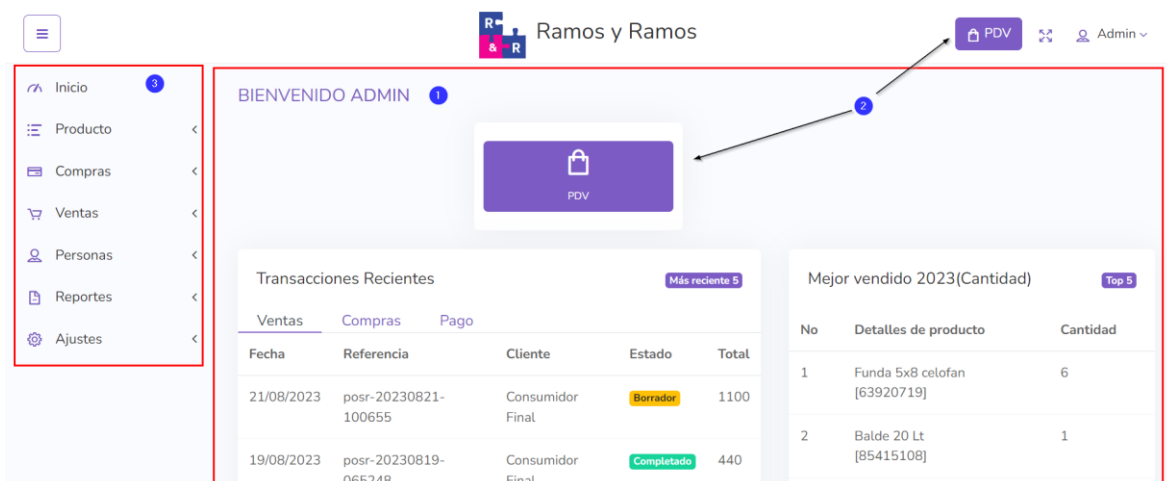 R
& R
Ramos y Ramos
PDV
Admin
Inicio
3
Producto
Compras
Ventas
Personas
Reportes
Ajustes
BIENVENIDO ADMIN
1
2
PDV
Transacciones Recientes
Más reciente 5
Ventas Compras Pago
Fecha Referencia Cliente Estado Total
21/08/2023 posr-20230821- Consumidor Borrador 1100
100655 Final
19/08/2023 posr-20230819- Consumidor Completado 440
065248 Final
Mejor vendido 2023(Cantidad)
Top 5
No Detalles de producto Cantidad
1 Funda 5x8 celofan 6
[63920719]
2 Balde 20 Lt 1
[85415108]